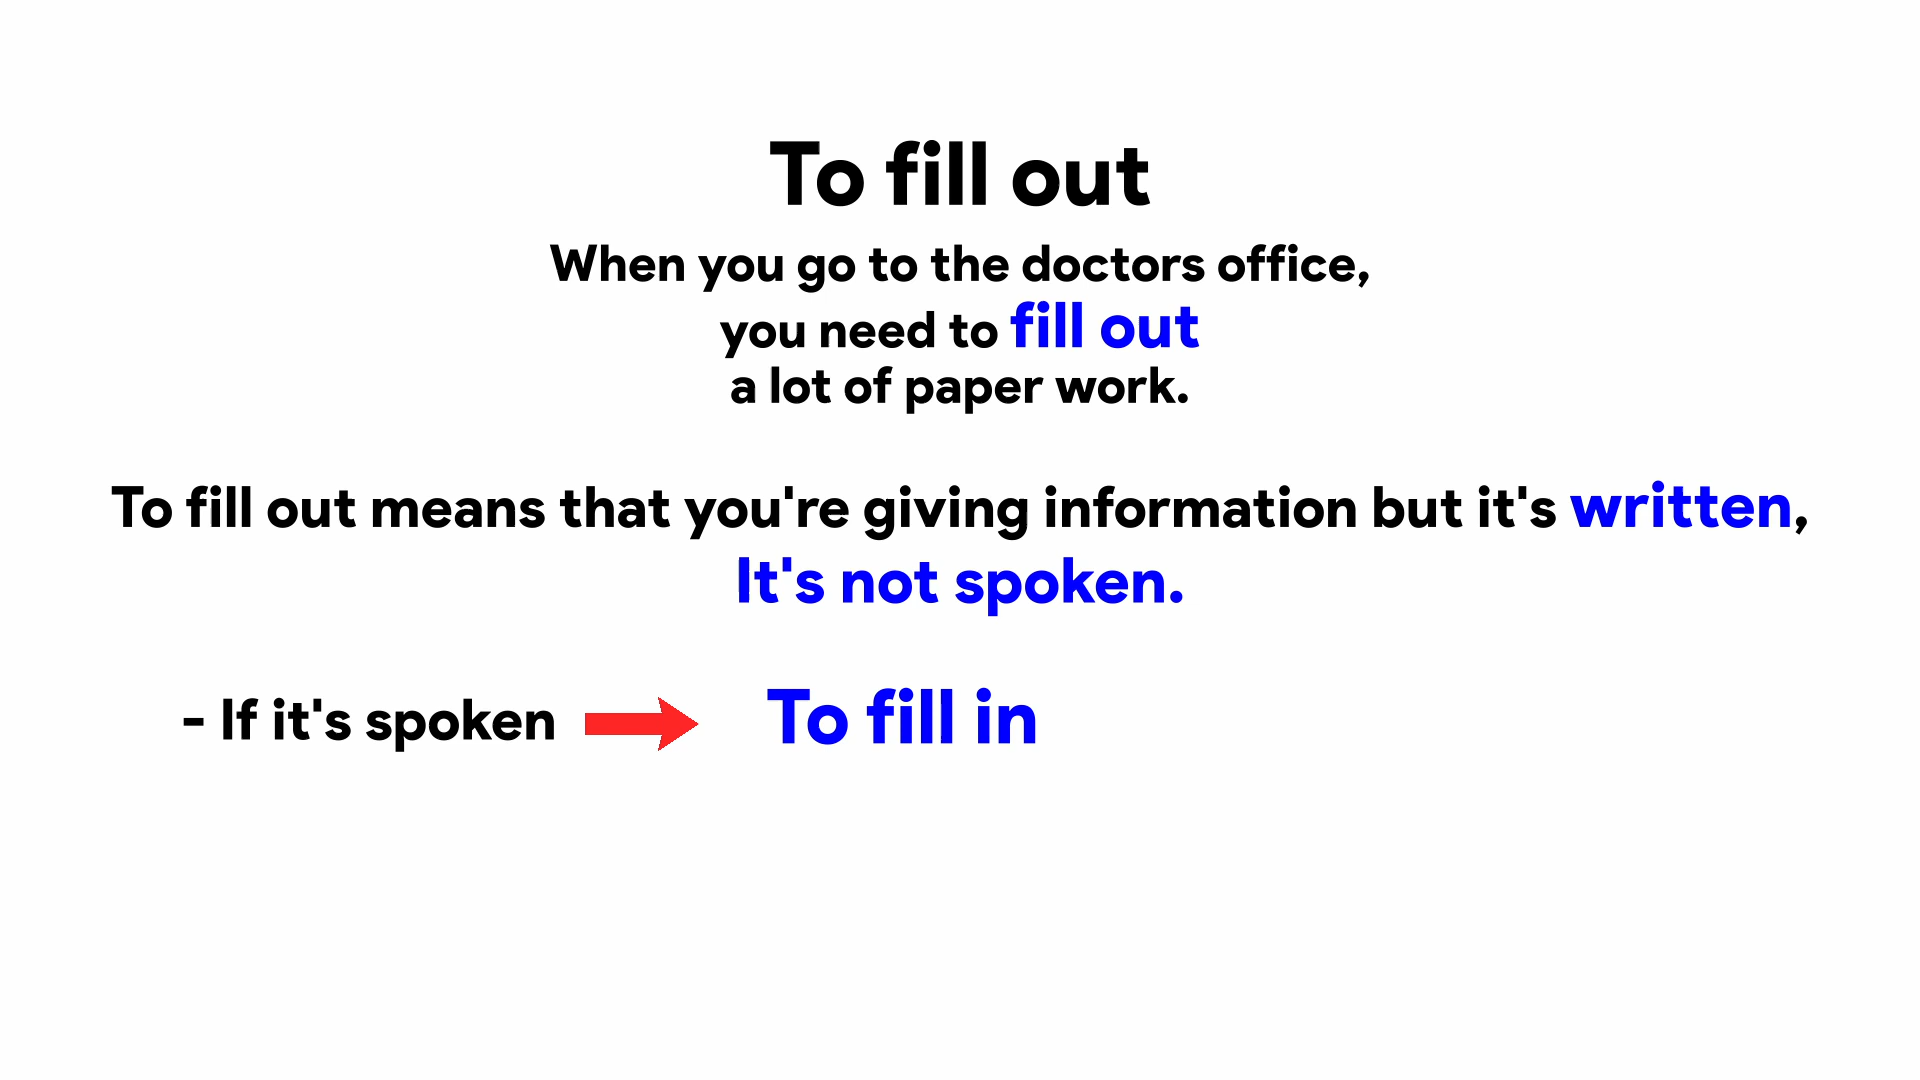 To fill out
When you go to the doctors office,
you need to fill out
a lot of paper work.
To fill out means that you're giving information but it's written,
It's not spoken.
- If it's spoken To fill in